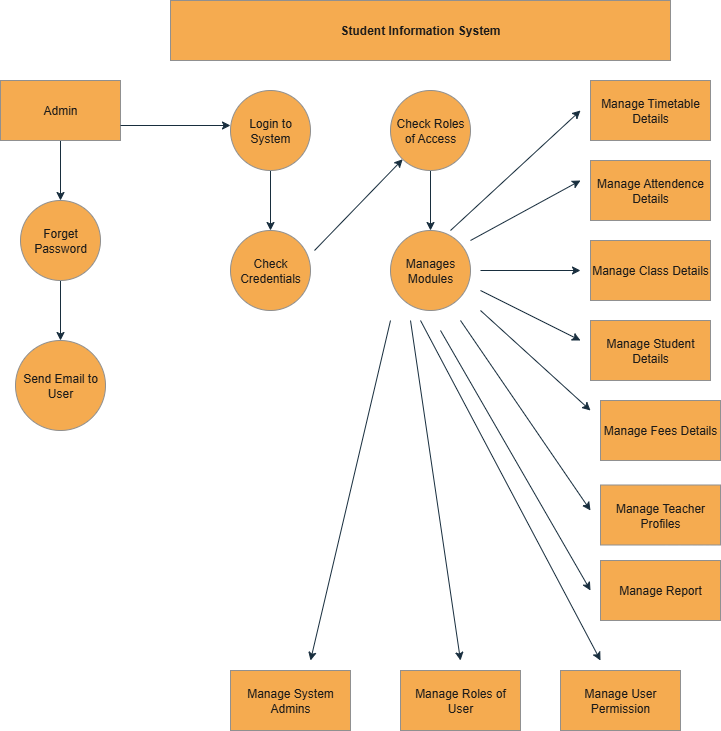 Student Information System
Admin
Login to
System
Check Roles
of Access
Manage Timetable
Details
Manage Attendence
Details
Forget
Password
Check
Credentials
Manages
Modules
Manage Class Details
Manage Student
Details
Send Email to
User
Manage Fees Details
Manage Teacher
Profiles
Manage Report
Manage System
Admins
Manage Roles of
User
Manage User
Permission